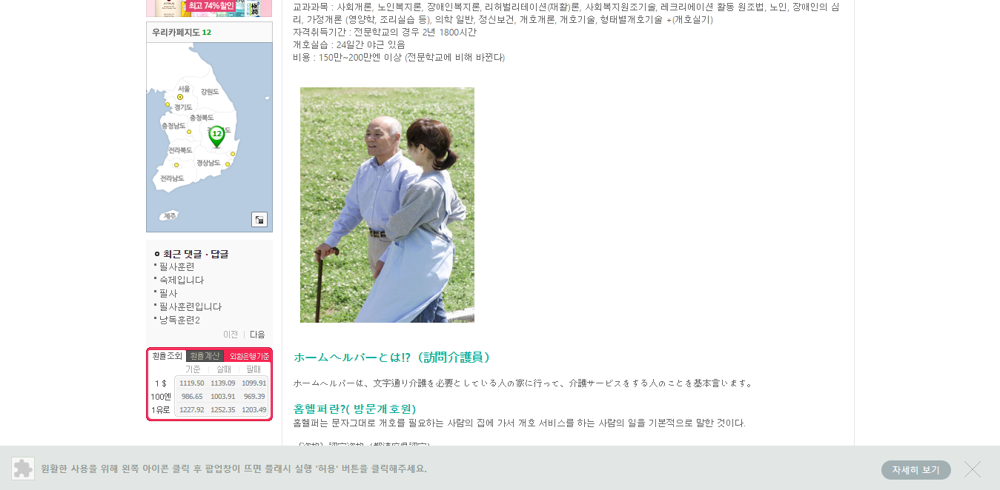 최고 74%할인
우리카페지도 12
서울
강원도
경기도
충청북도
충청남도
12
전라북도
경상남도
전라남도
제주
최근 댓글 · 답글
필사훈련
숙제입니다
필사
필사훈련입니다
낭독훈련2
이전 | 다음
환율조회 환율계산 외환은행기준
기준 살때 팔때
1 $ 1119.50 1139.09 1099.91
100엔 986.65 1003.91 969.39
1유로 1227.92 1252.35 1203.49
교과과목 : 사회개론, 노인복지론, 장애인복지론, 리허벌리테이션(재활)론, 사회복지원조기술, 레크리에이션 활동 원조법, 노인, 장애인의 심
리, 가정개론 (영양학, 조리실습 등), 의학 일반, 정신보건, 개호개론, 개호기술, 형태별개호기술 +(개호실기)
자격취득기간 : 전문학교의 경우 2년 1800시간
개호실습 : 24일간 야근 있음
비용 : 150만~200만엔 이상 (전문학교에 비해 바뀐다)
ホームヘルパーとは!? (訪問介護員)
ホームヘルパーは、文字通り介護を必要としている人の家に行って、介護サービスをする人のことを基本言います。
홈헬퍼란?( 방문개호원)
홈헬퍼는 문자그대로 개호를 필요하는 사람의 집에 가서 개호 서비스를 하는 사람의 일을 기본적으로 말한 것이다.
원활한 사용을 위해 왼쪽 아이콘 클릭 후 팝업창이 뜨면 플래시 실행 '허용' 버튼을 클릭해주세요.
자세히 보기